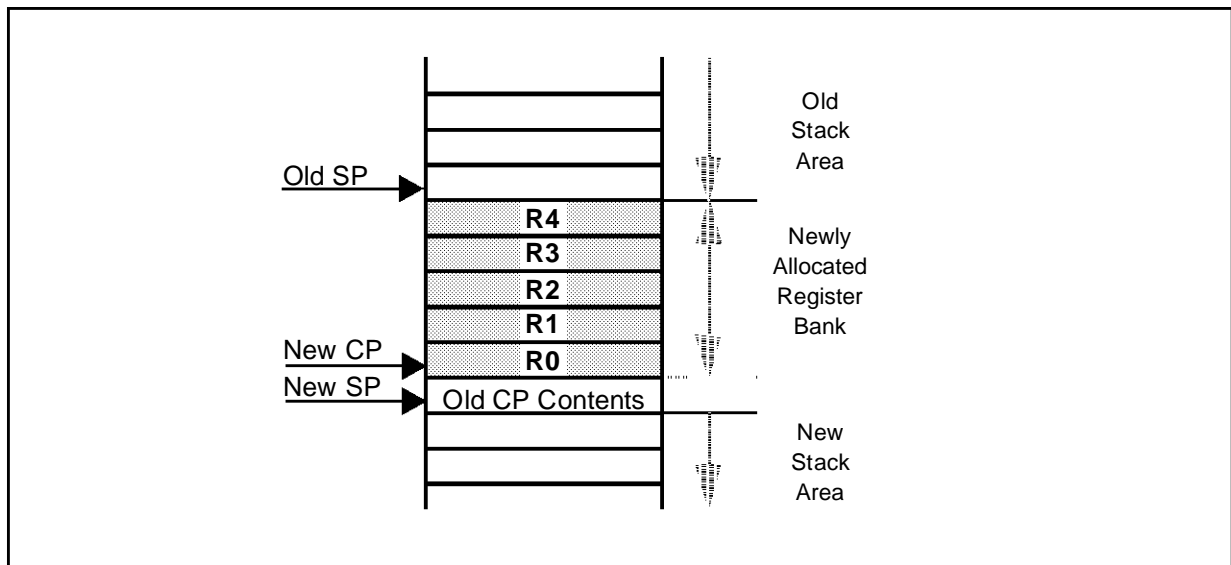 Old
Stack
Area
Old SP
R4
R3
R2
R1
R0
Newly
Allocated
Register
Bank
New CP
New SP
Old CP Contents
New
Stack
Area